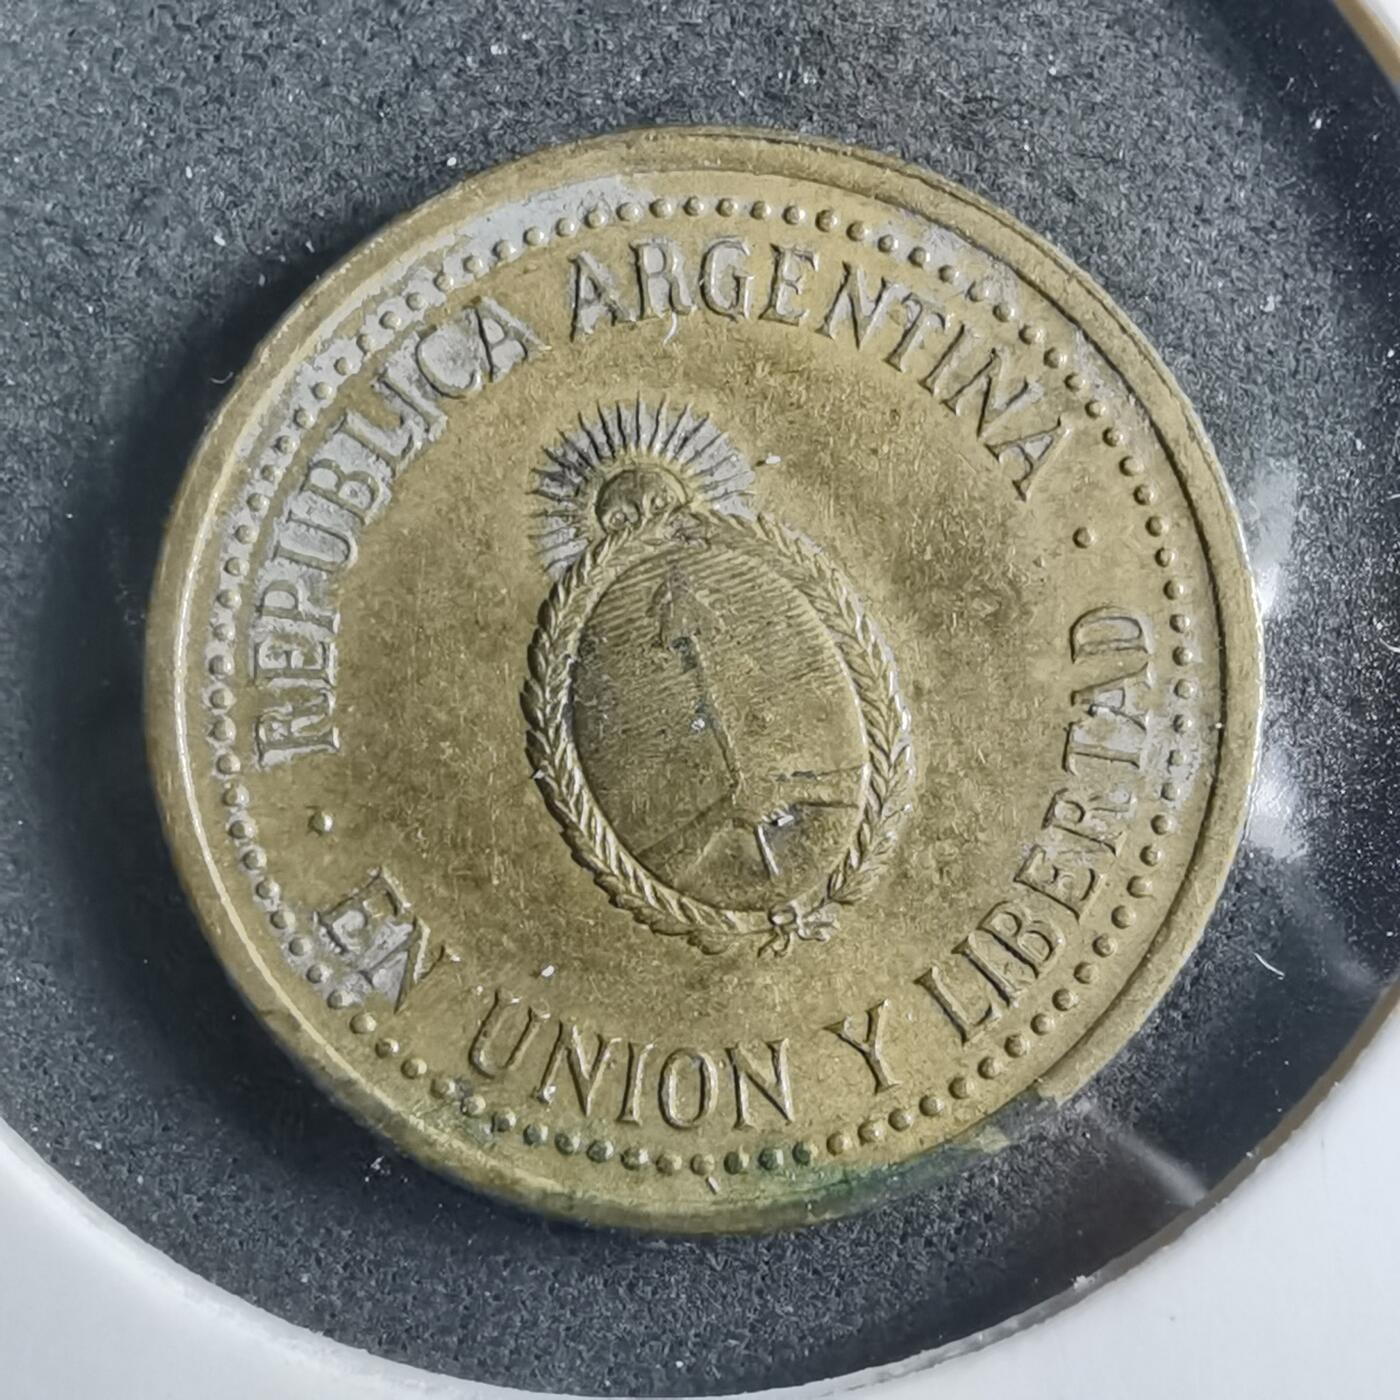 REPUBLICA ARGENTINA
· EN UNION Y LIBERTAD ·